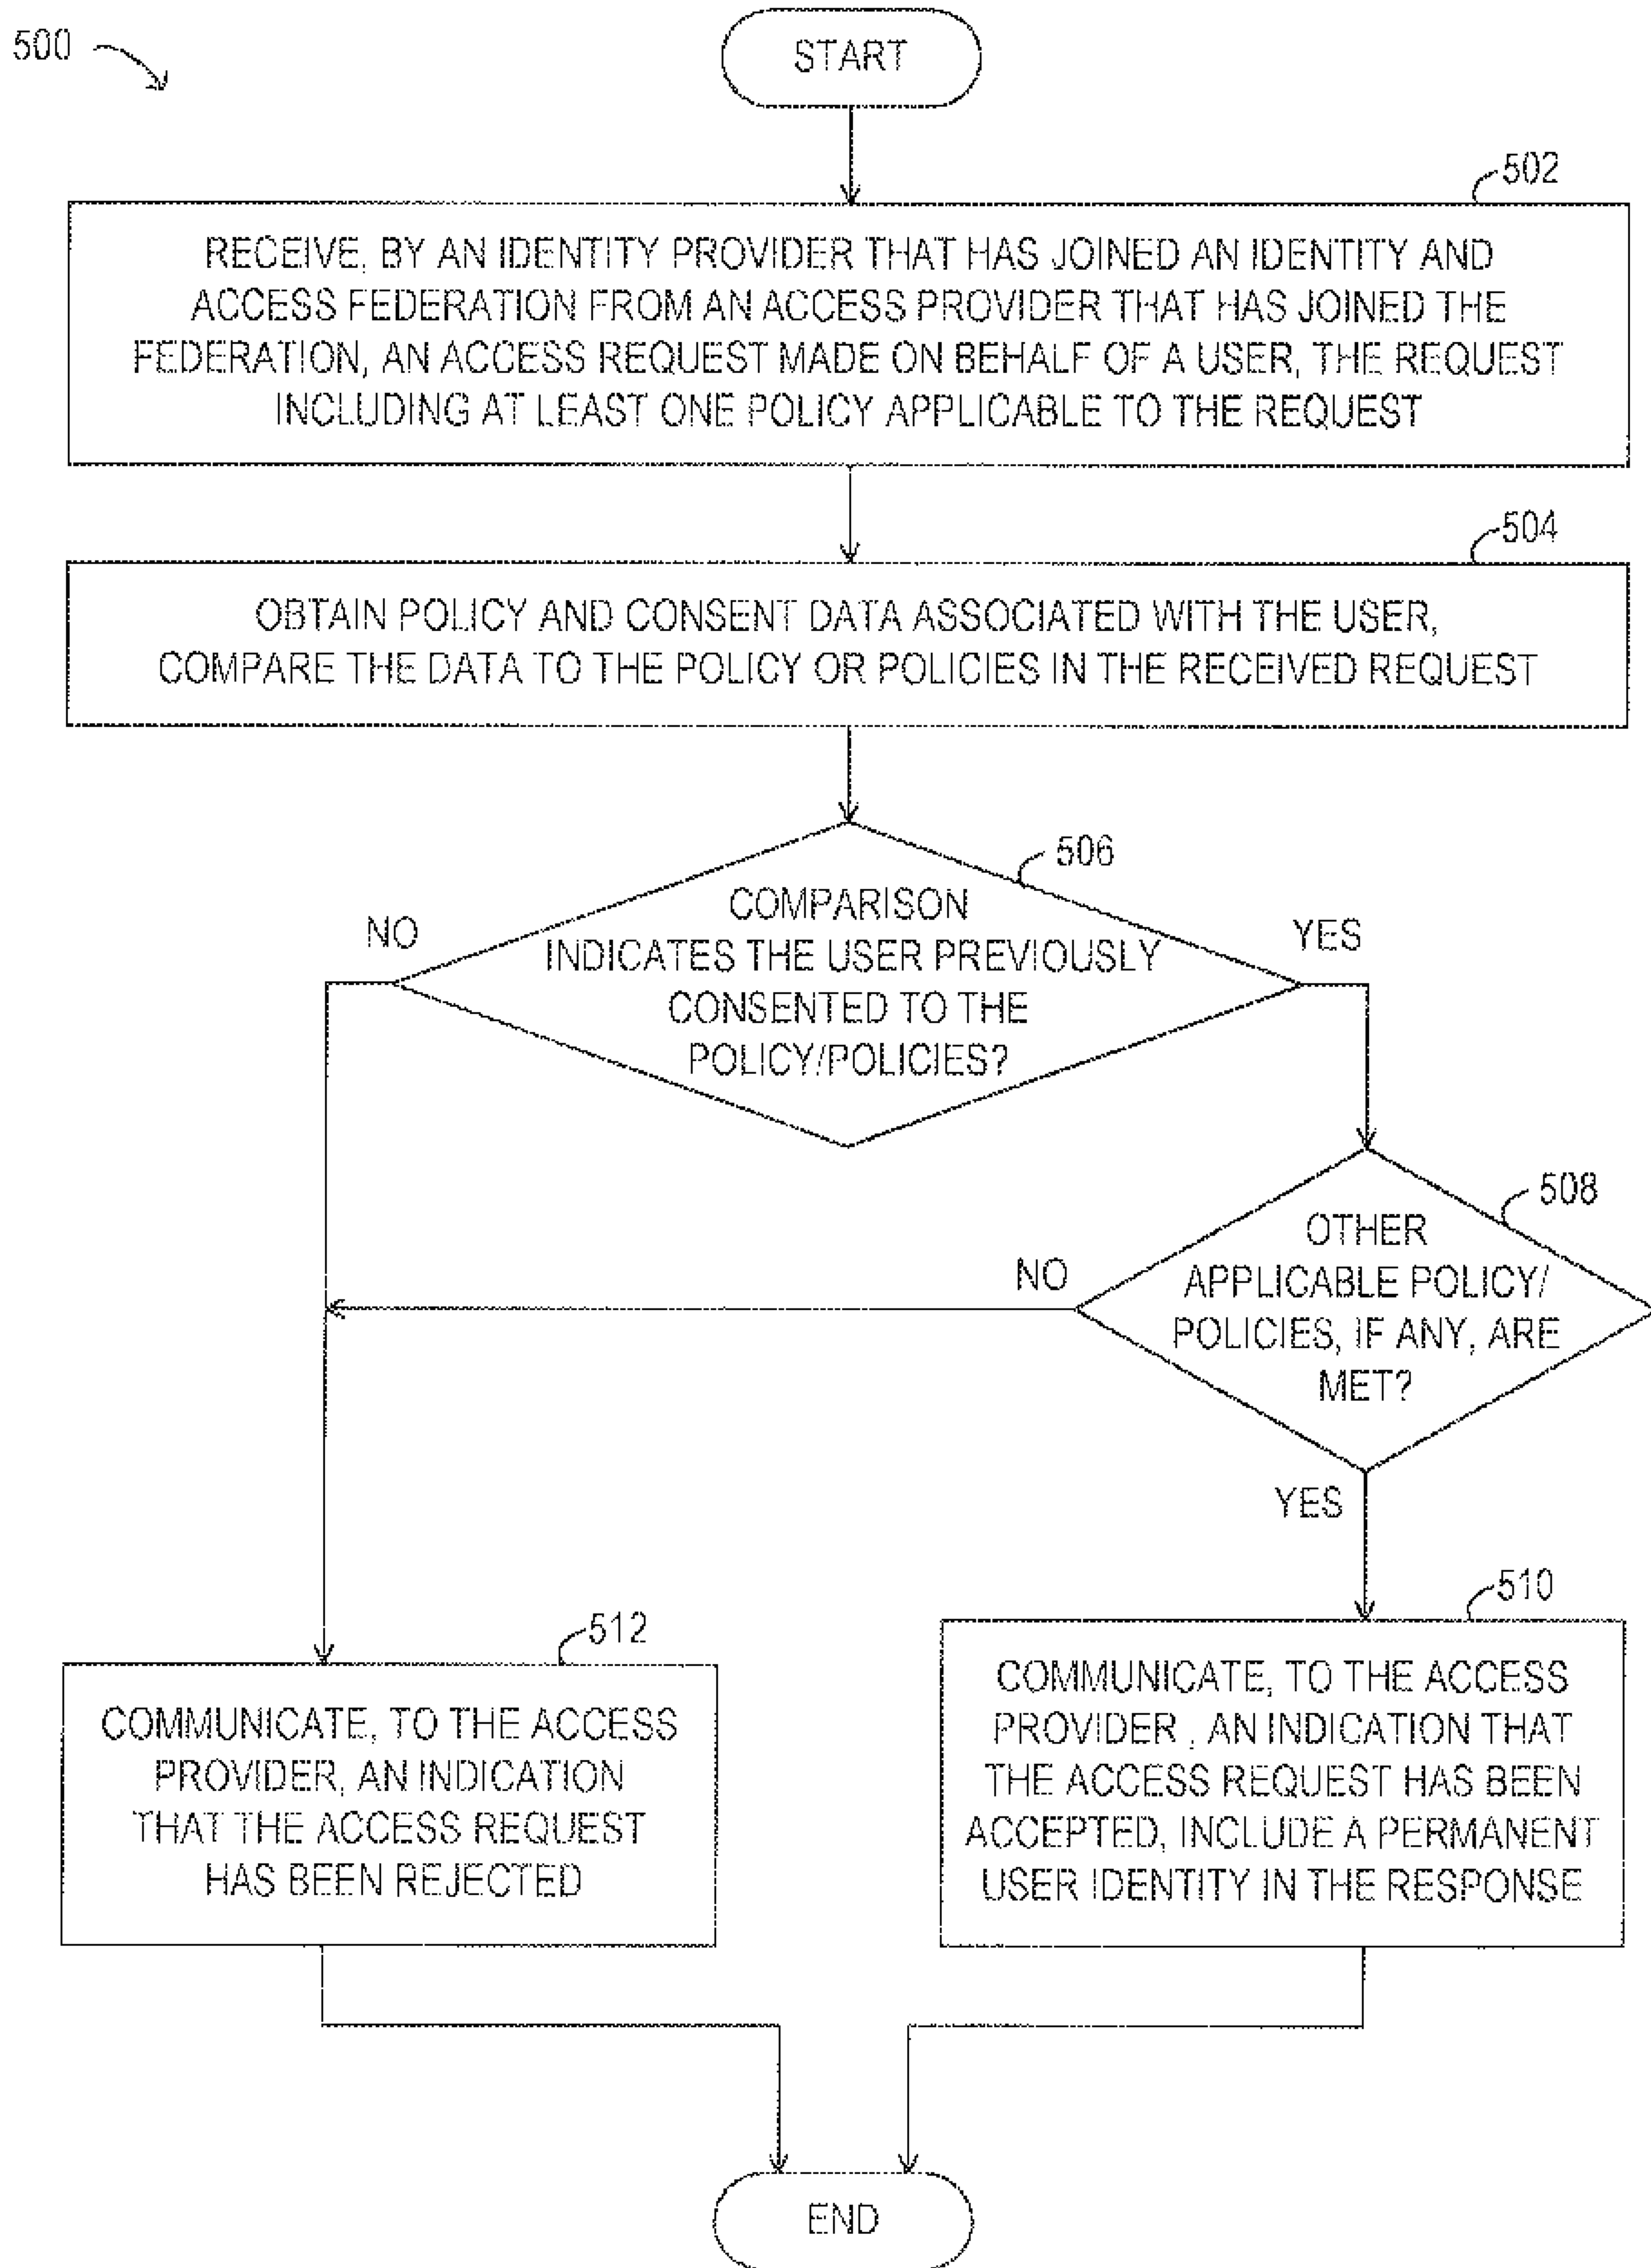 500
START
502
RECEIVE, BY AN IDENTITY PROVIDER THAT HAS JOINED AN IDENTITY AND
ACCESS FEDERATION FROM AN ACCESS PROVIDER THAT HAS JOINED THE
FEDERATION, AN ACCESS REQUEST MADE ON BEHALF OF A USER, THE REQUEST
INCLUDING AT LEAST ONE POLICY APPLICABLE TO THE REQUEST
504
OBTAIN POLICY AND CONSENT DATA ASSOCIATED WITH THE USER,
COMPARE THE DATA TO THE POLICY OR POLICIES IN THE RECEIVED REQUEST
506
COMPARISON
INDICATES THE USER PREVIOUSLY
CONSENTED TO THE
POLICY/POLICIES?
NO
YES
508
OTHER
APPLICABLE POLICY/
POLICIES, IF ANY, ARE
MET?
NO
YES
512
COMMUNICATE, TO THE ACCESS
PROVIDER, AN INDICATION
THAT THE ACCESS REQUEST
HAS BEEN REJECTED
510
COMMUNICATE, TO THE ACCESS
PROVIDER , AN INDICATION THAT
THE ACCESS REQUEST HAS BEEN
ACCEPTED, INCLUDE A PERMANENT
USER IDENTITY IN THE RESPONSE
END